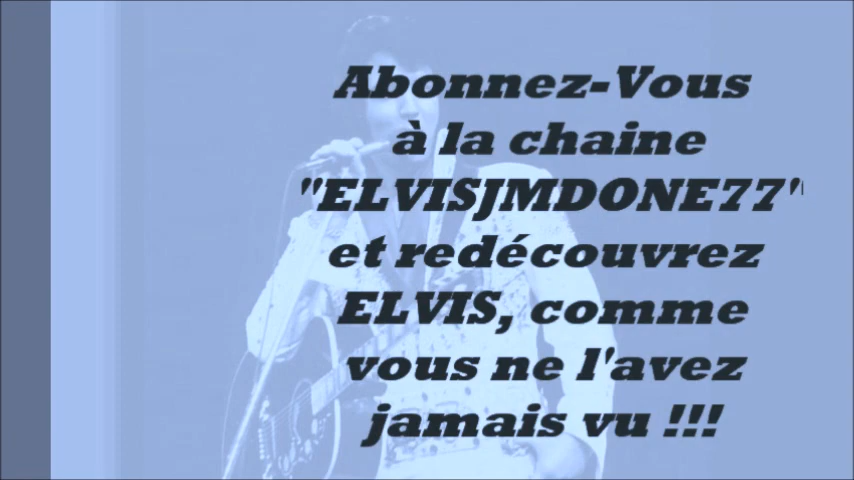 Abonnez-Vous
à la chaine
"ELVISJMDONE77"
et redécouvrez
ELVIS, comme
vous ne l'avez
jamais vu !!!